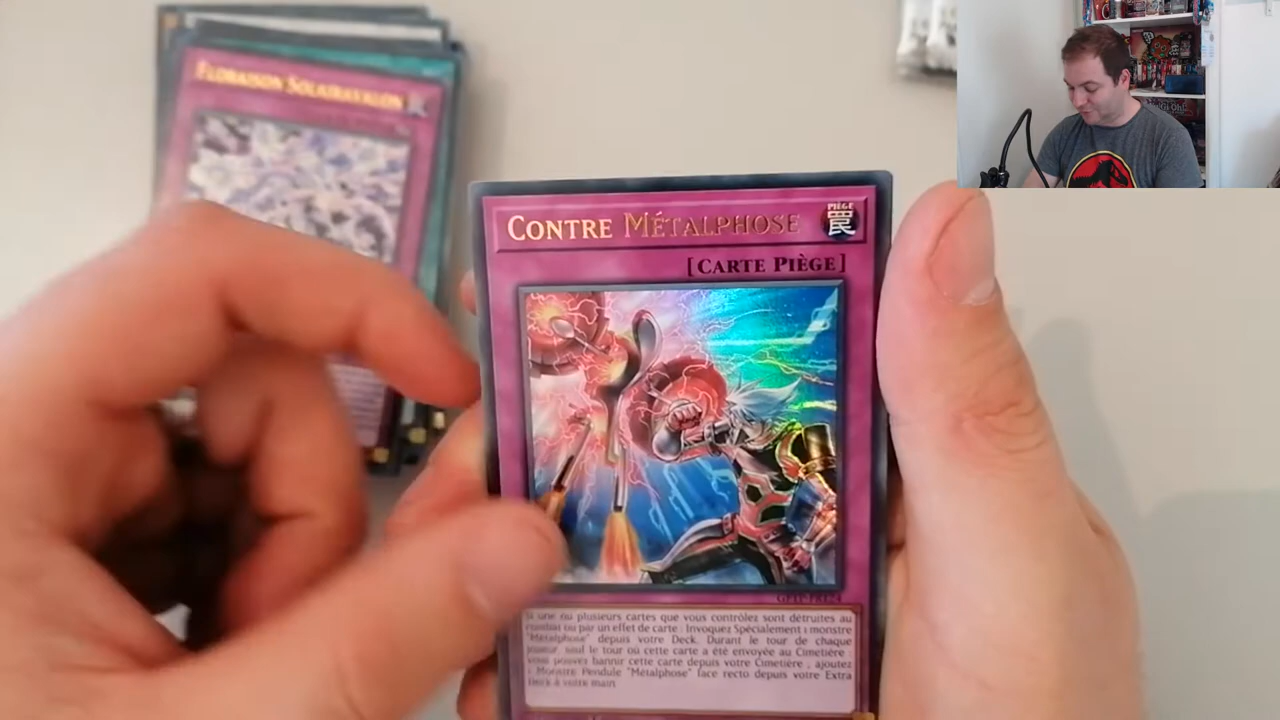 FLORAISON SOLAIRAVALON
CONTRE MÉTALPHOSE
PIÈGE
罠
[CARTE PIÈGE]
Si une ou plusieurs cartes que vous contrôlez sont détruites au
combat ou par un effet de carte : Invoquez Spécialement 1 monstre
"Métalphose" depuis votre Deck. Durant le tour de chaque
joueur, sauf le tour où cette carte a été envoyée au Cimetière :
vous pouvez bannir cette carte depuis votre Cimetière ; ajoutez
1 Monstre Pendule "Métalphose" face recto depuis votre Extra
Deck à votre main.